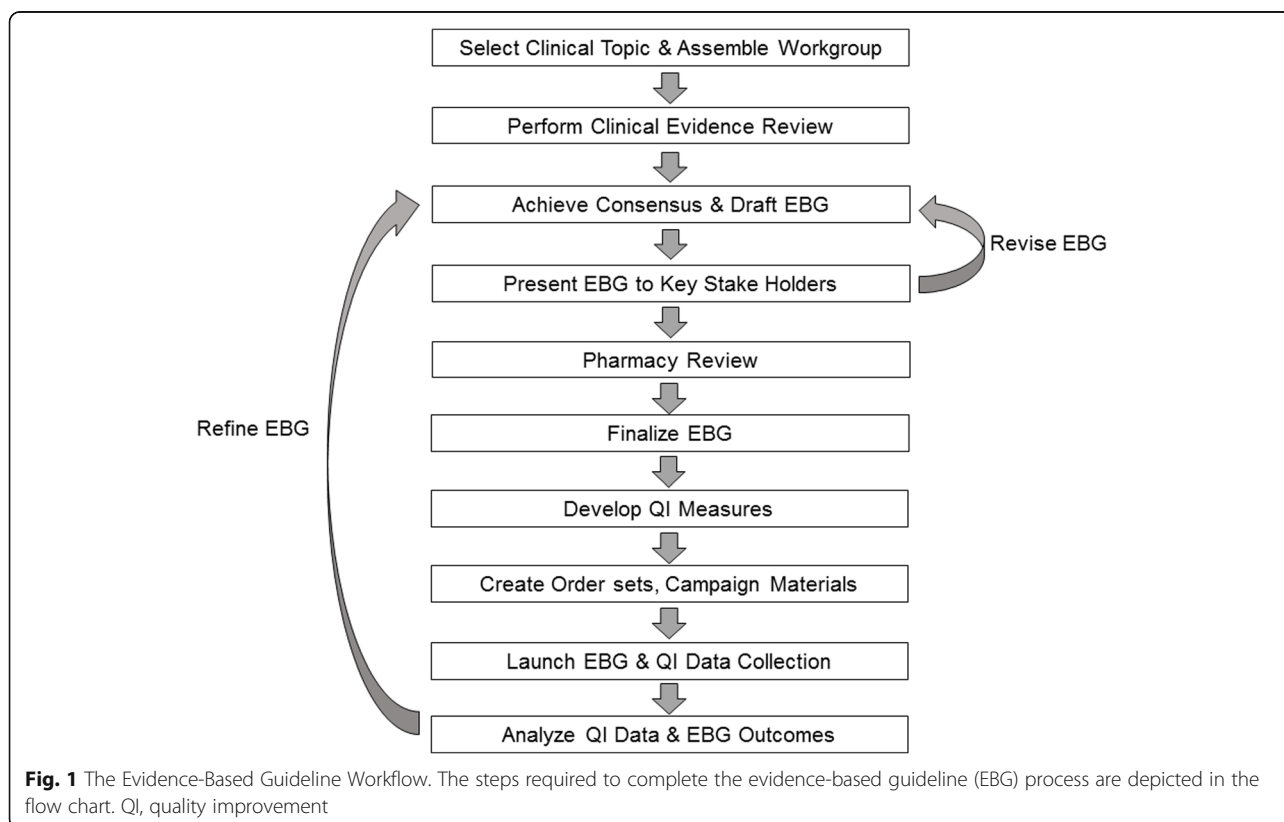 Select Clinical Topic & Assemble Workgroup
Perform Clinical Evidence Review
Achieve Consensus & Draft EBG
Revise EBG
Present EBG to Key Stake Holders
Pharmacy Review
Refine EBG
Finalize EBG
Develop QI Measures
Create Order sets, Campaign Materials
Launch EBG & QI Data Collection
Analyze QI Data & EBG Outcomes
Fig. 1 The Evidence-Based Guideline Workflow. The steps required to complete the evidence-based guideline (EBG) process are depicted in the
flow chart. QI, quality improvement